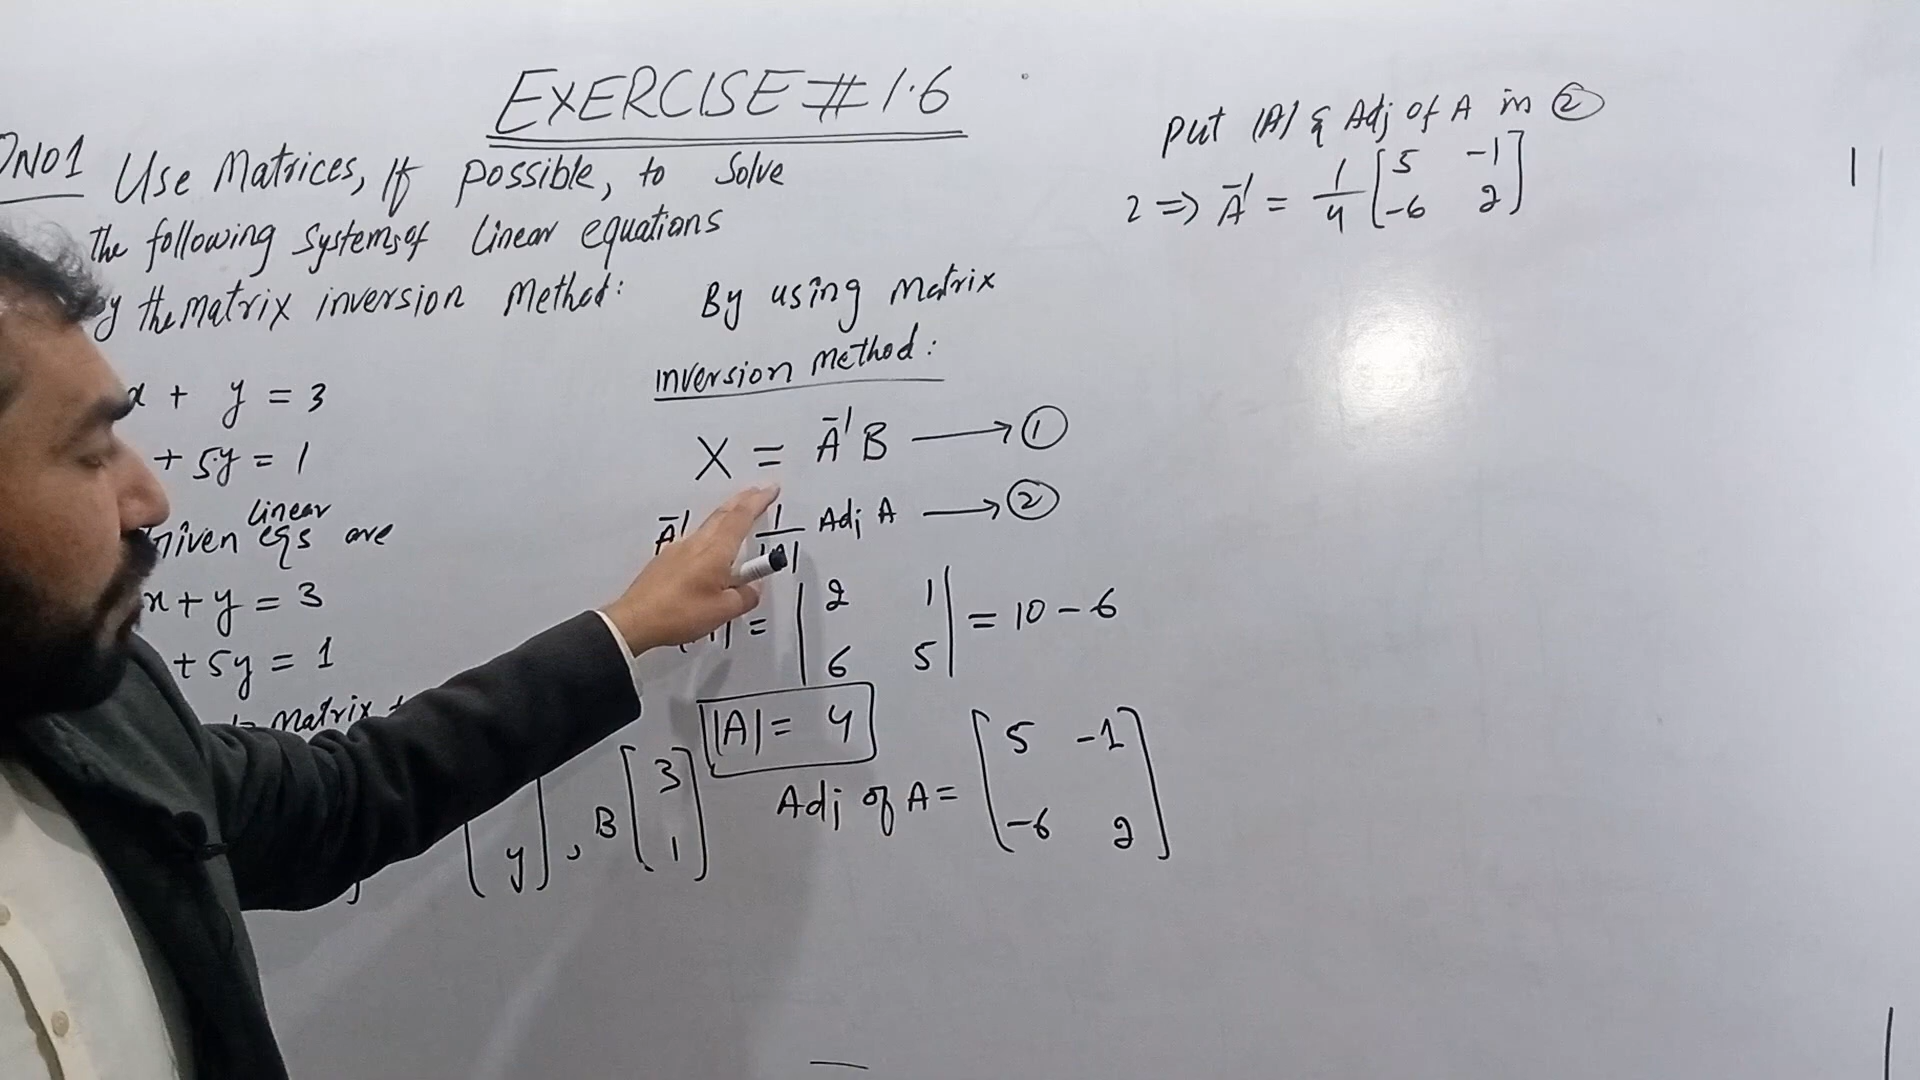 EXERCISE # 1.6
QNO1 Use Matrices, If possible, to Solve
The following Systems of Linear equations
by the matrix inversion Method:
x + y = 3
+ 5y = 1
Given linear eqs are
x + y = 3
+ 5y = 1
Matrix
y ] , B [ 3
1 ]
By using Matrix
inversion Method:
X = A⁻¹ B ⟶ ①
A⁻¹ 1/|A| Adj A ⟶ ②
= | 2 1 | = 10 - 6
| 6 5 |
|A| = 4
Adj of A = [ 5 -1
-6 2 ]
Put |A| & Adj of A in ②
2 => A⁻¹ = 1/4 [ 5 -1
-6 2 ]